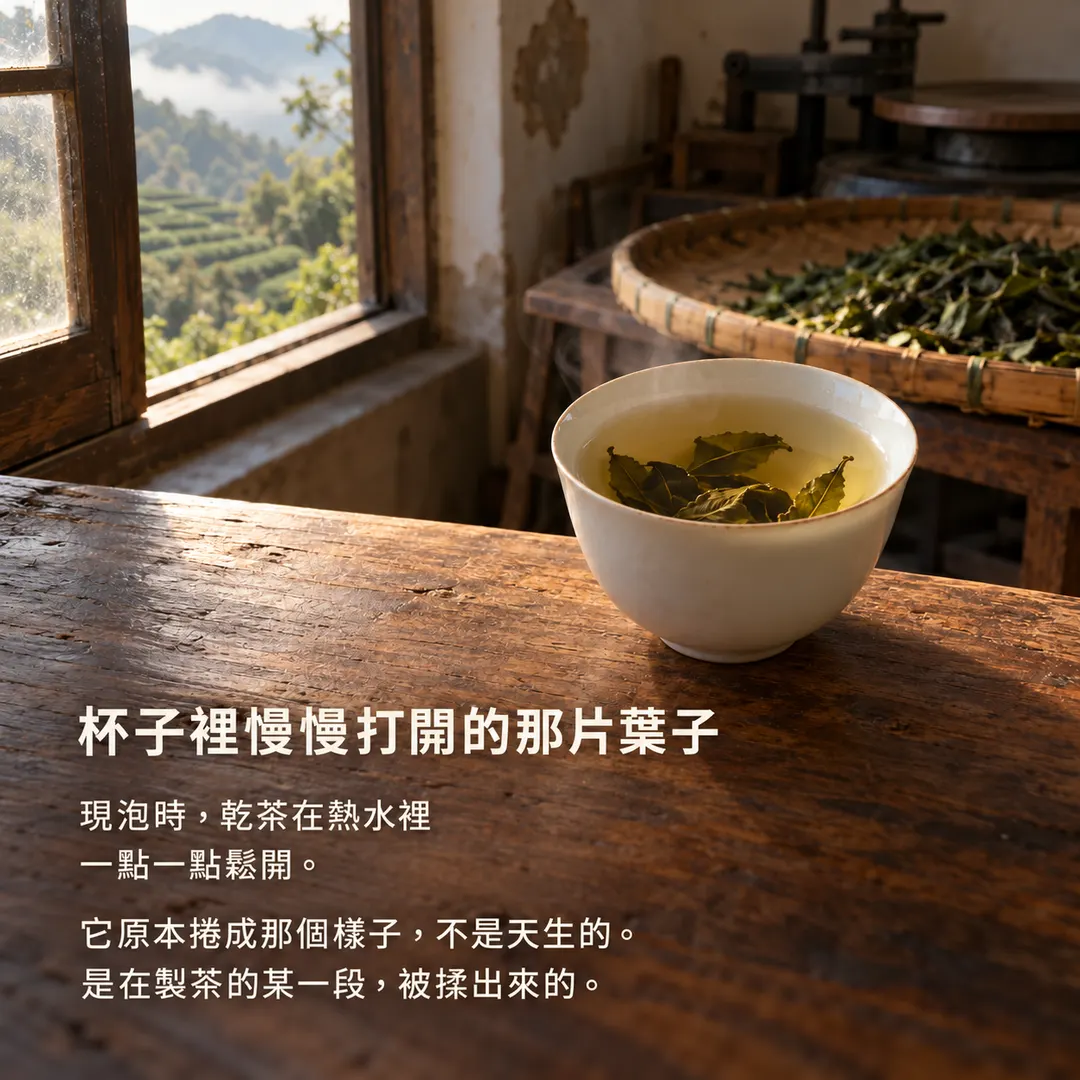 杯子裡慢慢打開的那片葉子
現泡時，乾茶在熱水裡
一點一點鬆開。
它原本捲成那個樣子，不是天生的。
是在製茶的某一段，被揉出來的。